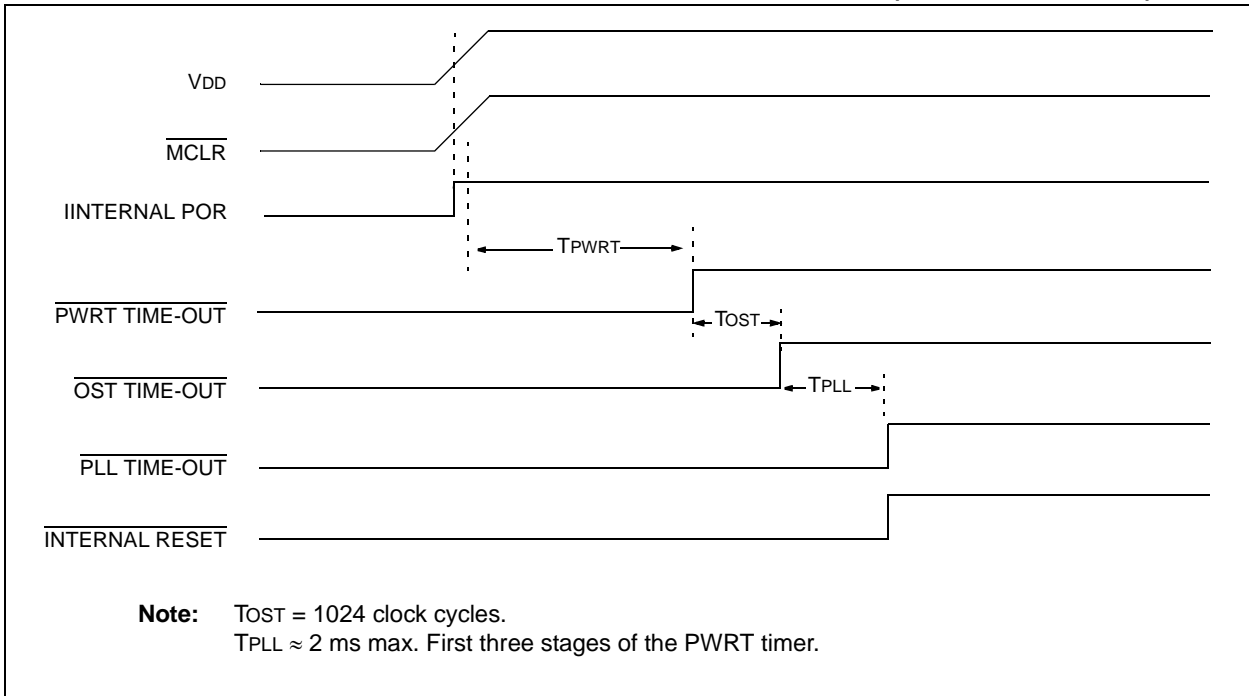 VDD
MCLR
IINTERNAL POR
TPWRT
PWRT TIME-OUT
TOST
OST TIME-OUT
TPLL
PLL TIME-OUT
INTERNAL RESET
Note: TOST = 1024 clock cycles.
TPLL ≈ 2 ms max. First three stages of the PWRT timer.